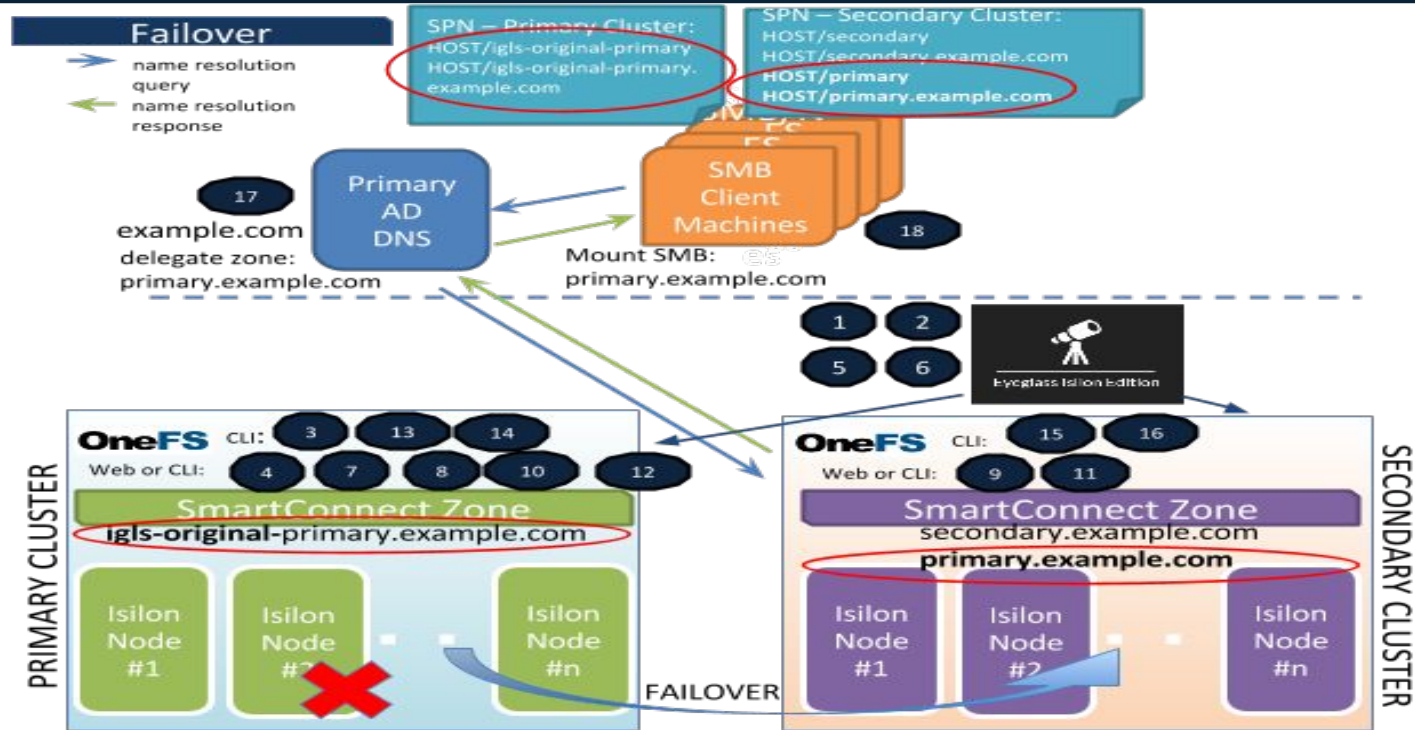 Failover
name resolution
query
name resolution
response
SPN – Primary Cluster:
HOST/igls-original-primary
HOST/igls-original-primary.
example.com
SPN – Secondary Cluster:
HOST/secondary
HOST/secondary.example.com
HOST/primary
HOST/primary.example.com
17
example.com
delegate zone:
primary.example.com
Primary
AD
DNS
SMB
Client
Machines
18
Mount SMB:
primary.example.com
1
2
5
6
Eyeglass Isilon Edition
PRIMARY CLUSTER
OneFS CLI: 3 13 14
Web or CLI: 4 7 8 10 12
SmartConnect Zone
igls-original-primary.example.com
Isilon
Node
#1
Isilon
Node
Isilon
Node
#n
FAILOVER
SECONDARY CLUSTER
OneFS CLI: 15 16
Web or CLI: 9 11
SmartConnect Zone
secondary.example.com
primary.example.com
Isilon
Node
#1
Isilon
Node
#2
Isilon
Node
#n